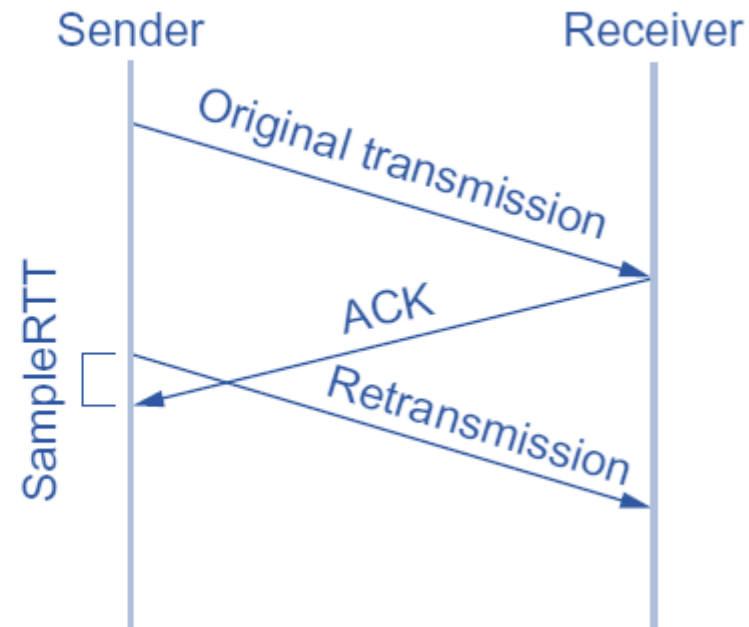 Sender
Receiver
Original transmission
ACK
SampleRTT
Retransmission